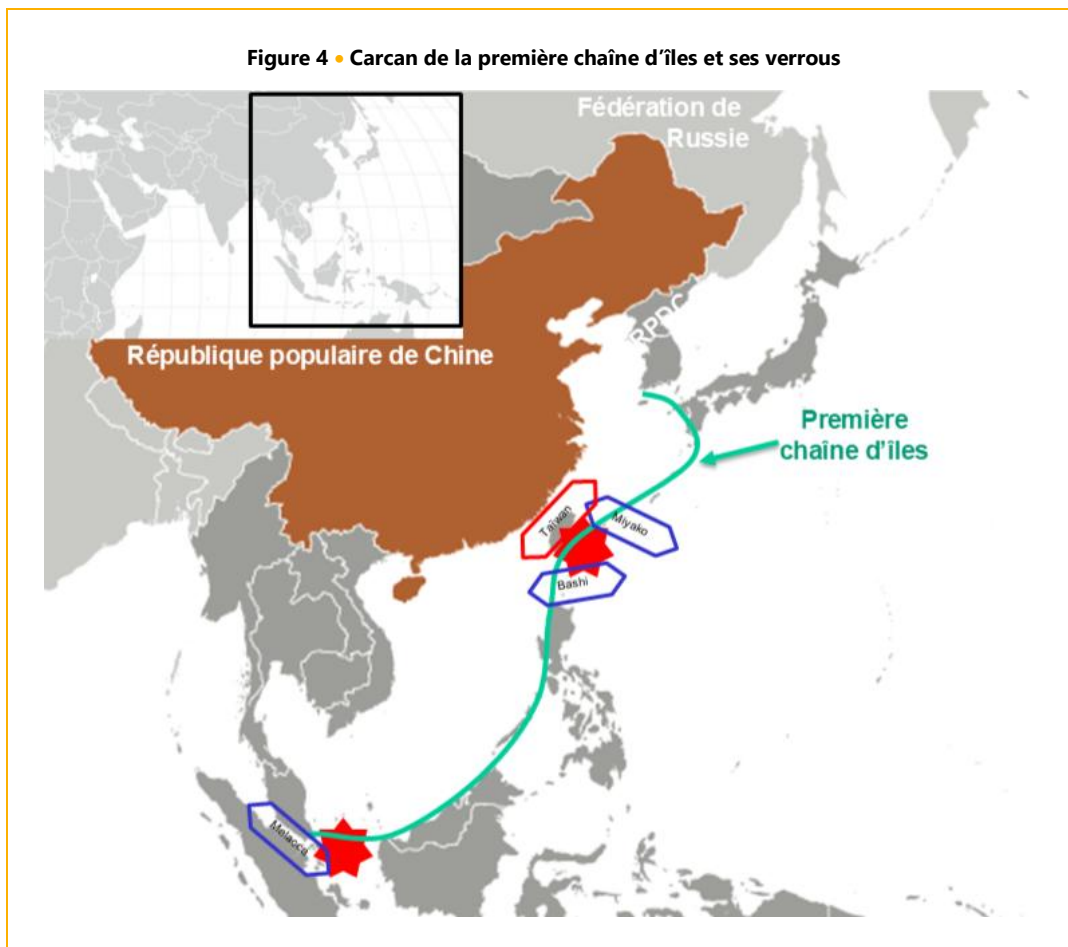 Figure 4 • Carcan de la première chaîne d’îles et ses verrous
Fédération de
Russie
RPDC
République populaire de Chine
Première
chaîne d’îles
Taïwan
Miyako
Bashi
Melacca